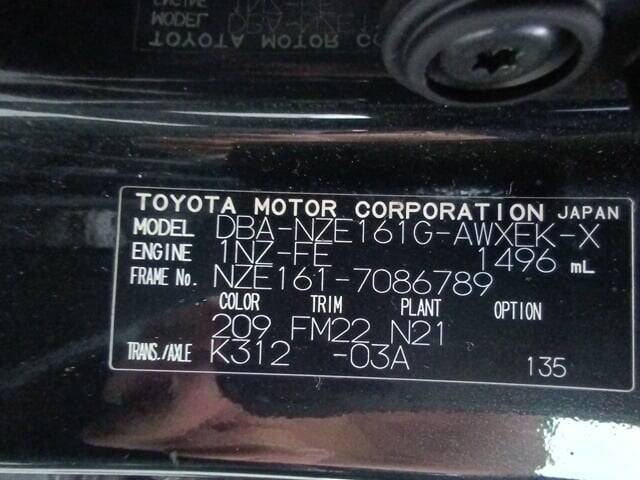 TOYOTA MOTOR CORPORATION JAPAN
MODEL DBA-NZE161G-AWXEK-X
ENGINE 1NZ-FE 1496 mL
FRAME No. NZE161-7086789
COLOR TRIM PLANT OPTION
209 FM22 N21
TRANS./AXLE K312 -03A 135